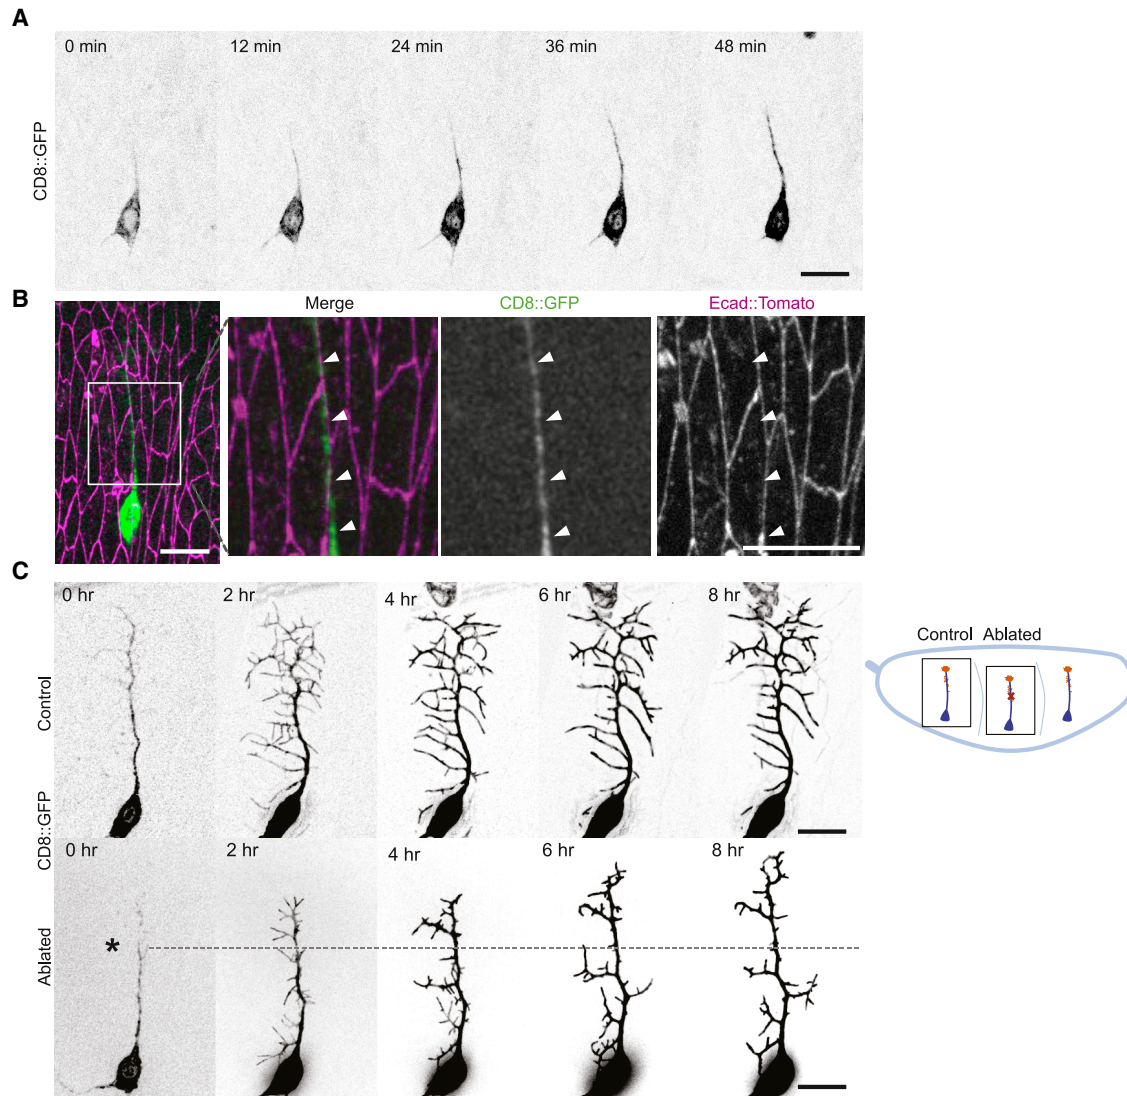 A
0 min 12 min 24 min 36 min 48 min
CD8::GFP
B
Merge CD8::GFP Ecad::Tomato
C
0 hr 2 hr 4 hr 6 hr 8 hr
Control
Control Ablated
CD8::GFP
0 hr 2 hr 4 hr 6 hr 8 hr
Ablated
*